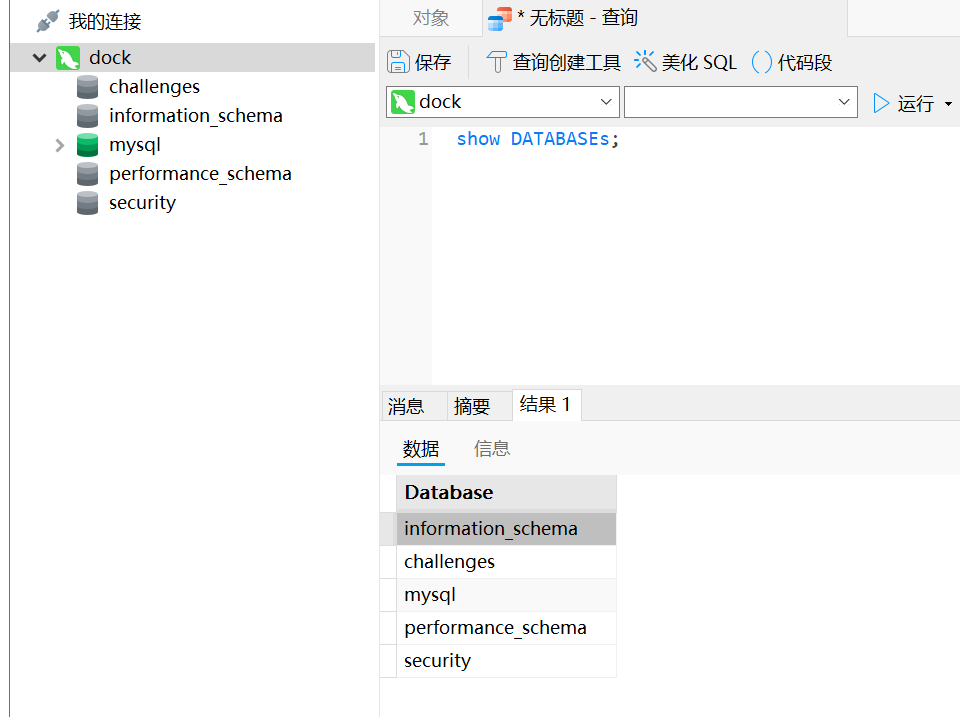 我的连接
dock
challenges
information_schema
mysql
performance_schema
security
对象
* 无标题 - 查询
保存
查询创建工具
美化 SQL
() 代码段
dock
运行
1 show DATABASEs;
消息
摘要
结果 1
数据
信息
Database
information_schema
challenges
mysql
performance_schema
security